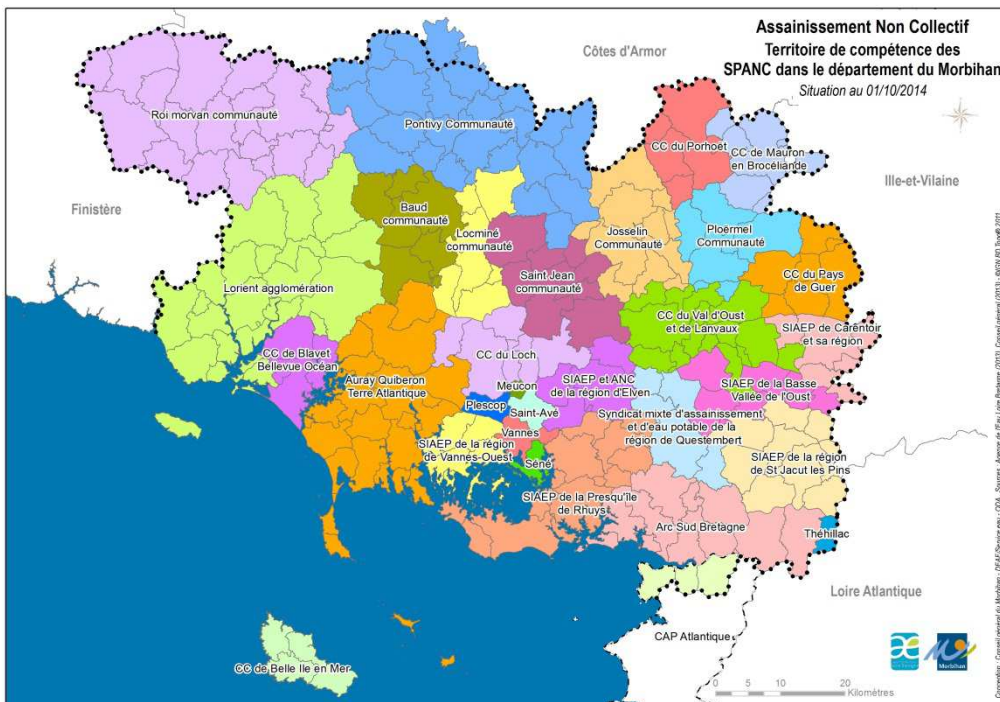 Assainissement Non Collectif
Territoire de compétence des
SPANC dans le département du Morbihan
Situation au 01/10/2014
Côtes d'Armor
Ille-et-Vilaine
Finistère
Loire Atlantique
Roi morvan communauté
Pontivy Communauté
CC du Porhoët
CC de Mauron
en Brocéliande
Baud
communauté
Locminé
communauté
Josselin
Communauté
Ploërmel
Communauté
Lorient agglomération
Saint Jean
communauté
CC du Pays
de Guer
CC du Val d'Oust
et de Lanvaux
SIAEP de Carentoir
et sa région
CC de Blavet
Bellevue Océan
CC du Loch
Auray Quiberon
Terre Atlantique
Meucon
SIAEP et ANC
de la région d'Elven
SIAEP de la Basse
Vallée de l'Oust
Plescop
Saint-Avé
Syndicat mixte d'assainissement
et d'eau potable de la
région de Questembert
Vannes
SIAEP de la région
de Vannes-Ouest
Séné
SIAEP de la région
de St Jacut les Pins
SIAEP de la Presqu'île
de Rhuys
Arc Sud Bretagne
Théhillac
CAP Atlantique
CC de Belle Ile en Mer
Morbihan
0 5 10 20
Kilomètres